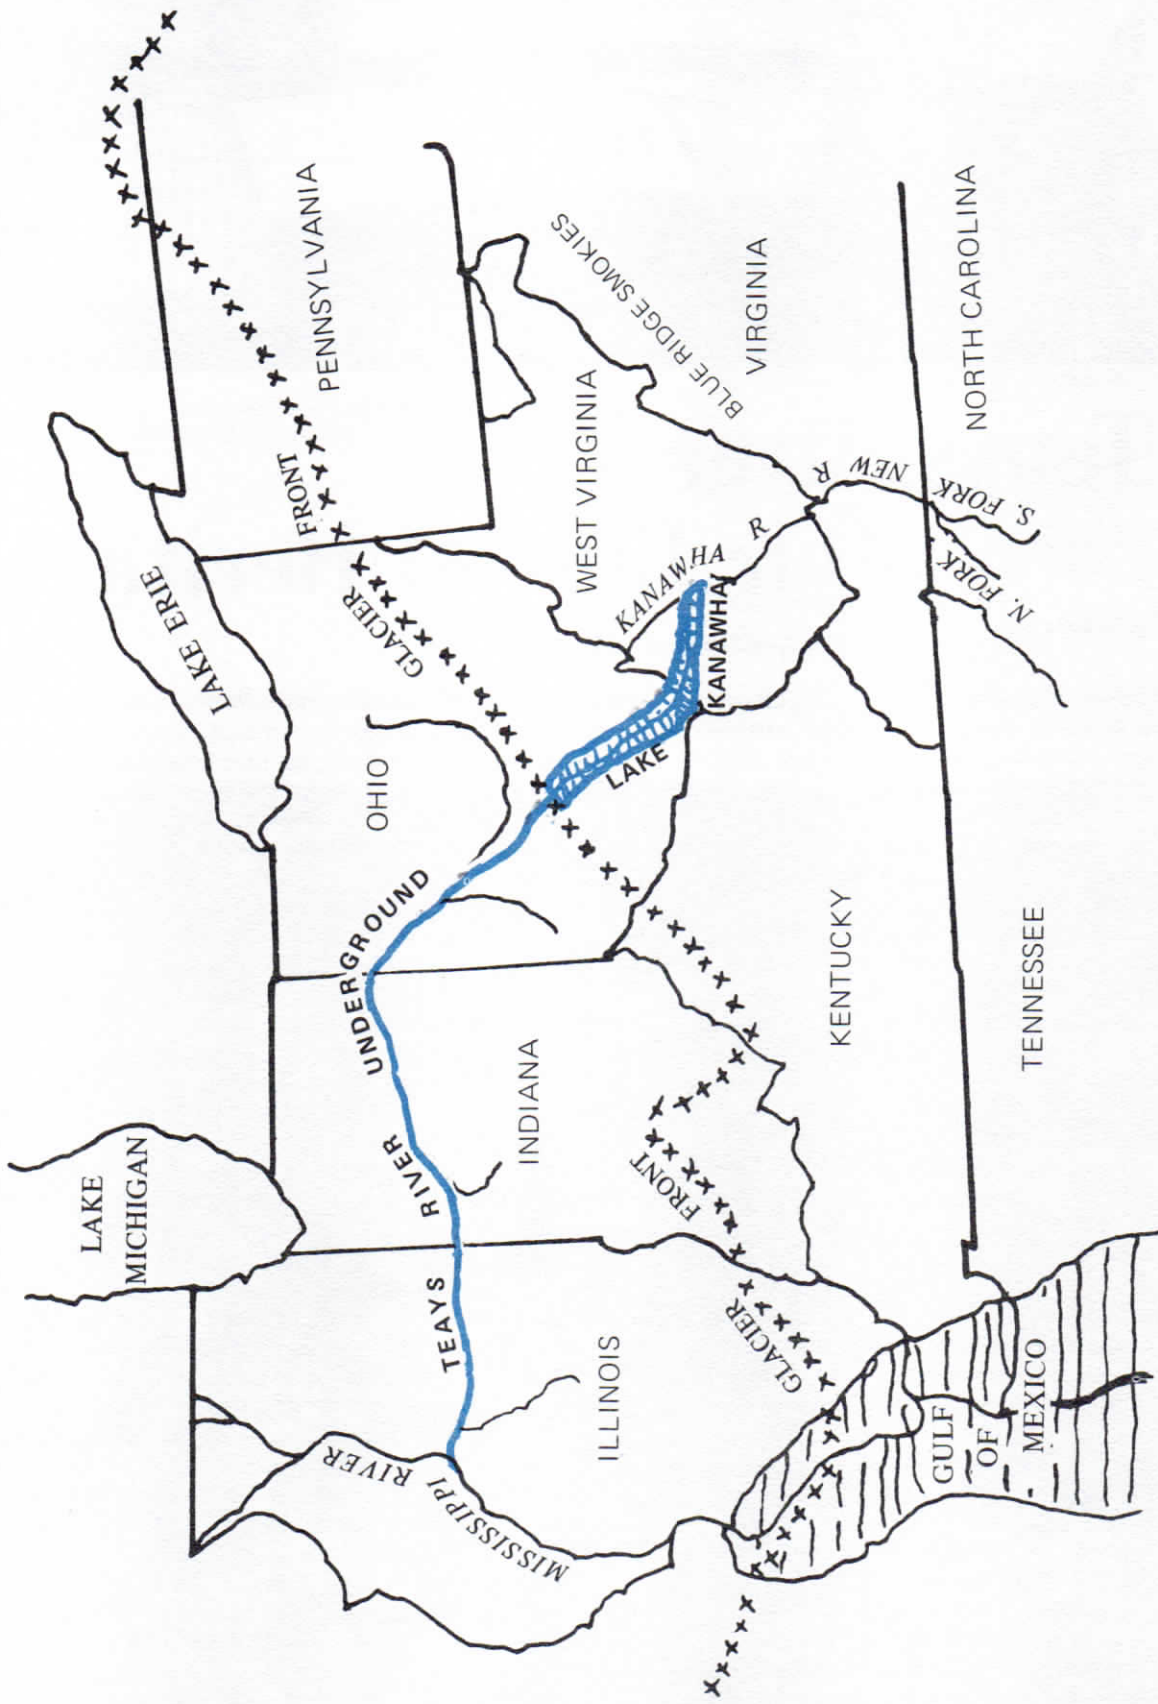 LAKE
MICHIGAN
LAKE ERIE
FRONT
GLACIER
PENNSYLVANIA
OHIO
UNDERGROUND
RIVER
TEAYS
INDIANA
ILLINOIS
MISSISSIPPI
RIVER
WEST VIRGINIA
BLUE RIDGE SMOKIES
VIRGINIA
KANAWHA
R
LAKE
KANAWHA
NEW
R
FRONT
GLACIER
KENTUCKY
N. FORK
S. FORK
NORTH CAROLINA
TENNESSEE
GULF
OF
MEXICO